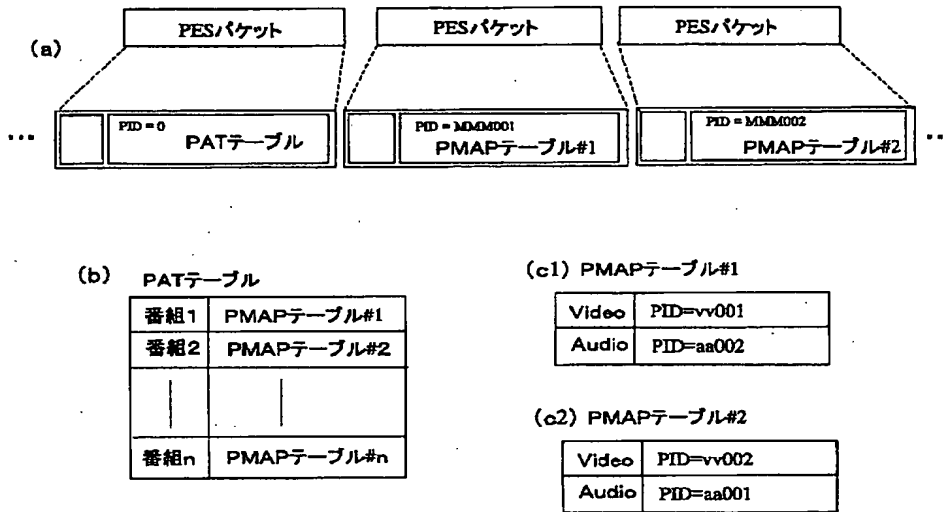 (a)
PESパケット PESパケット PESパケット
... PID = 0 PID = MMM001 PID = MMM002 ...
PATテーブル PMAPテーブル#1 PMAPテーブル#2
(b) PATテーブル
番組1 PMAPテーブル#1
番組2 PMAPテーブル#2
番組n PMAPテーブル#n
(c1) PMAPテーブル#1
Video PID=vv001
Audio PID=aa002
(c2) PMAPテーブル#2
Video PID=vv002
Audio PID=aa001